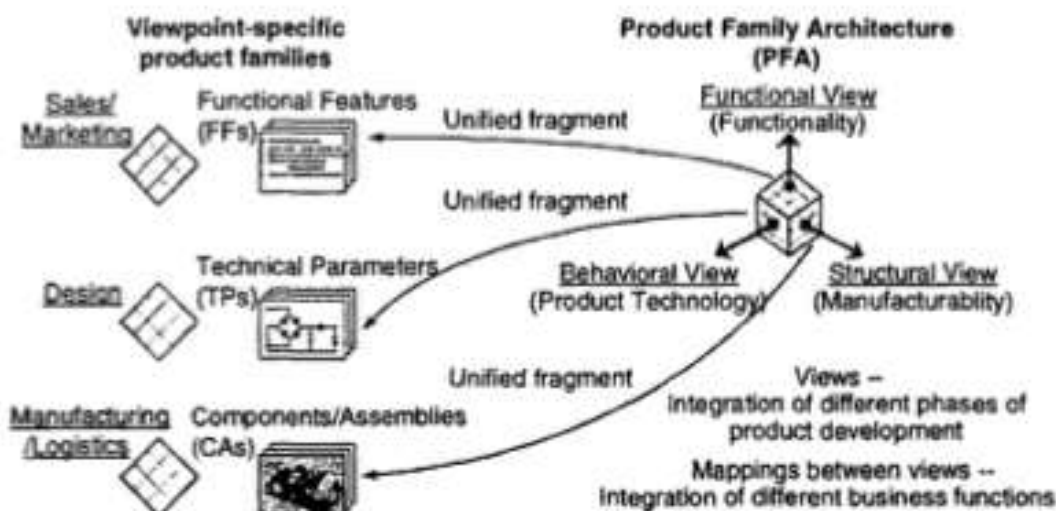 Viewpoint-specific
product families
Product Family Architecture
(PFA)
Sales/
Marketing
Functional Features
(FFs)
Unified fragment
Functional View
(Functionality)
Unified fragment
Design
Technical Parameters
(TPs)
Behavioral View
(Product Technology)
Structural View
(Manufacturablity)
Unified fragment
Manufacturing
/Logistics
Components/Assemblies
(CAs)
Views --
Integration of different phases of
product development
Mappings between views --
Integration of different business functions